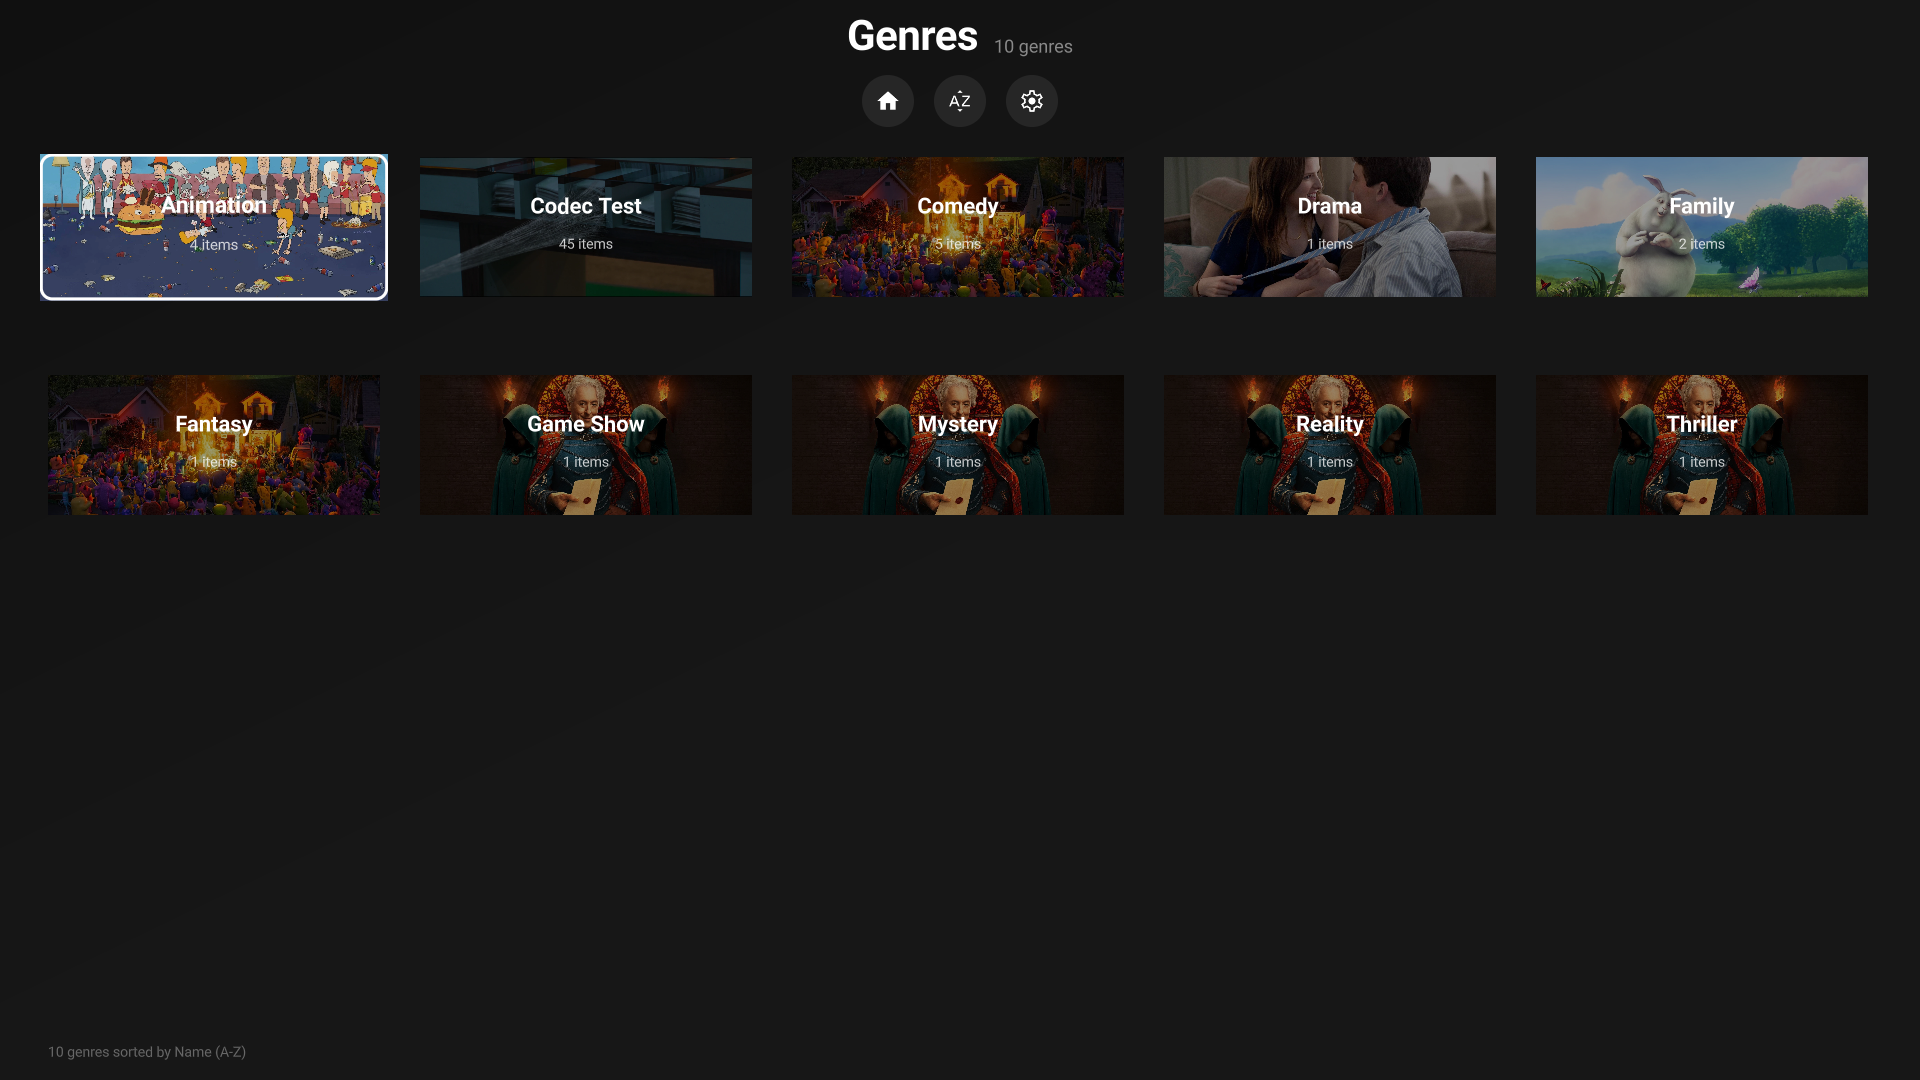 Genres 10 genres
AZ
Animation
4 items
Codec Test
45 items
Comedy
5 items
Drama
1 items
Family
2 items
Fantasy
1 items
Game Show
1 items
Mystery
1 items
Reality
1 items
Thriller
1 items
10 genres sorted by Name (A-Z)